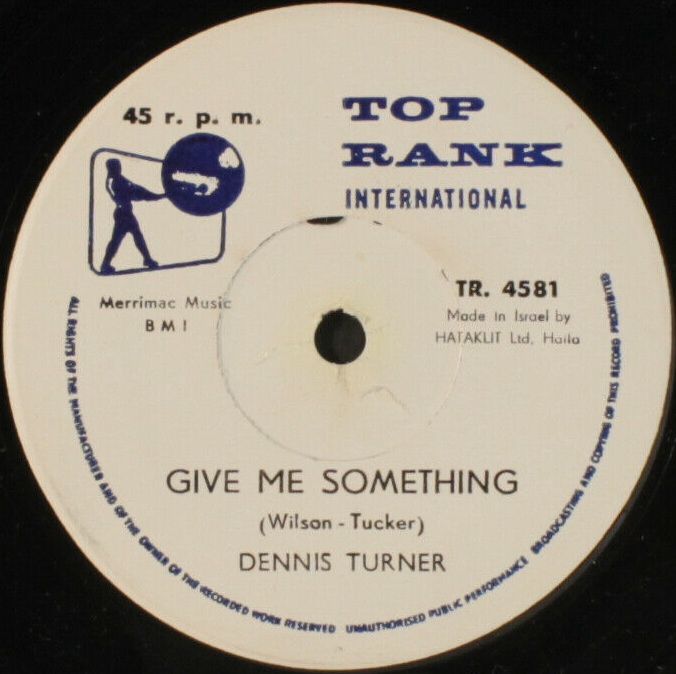 45 r. p. m.
TOP
RANK
INTERNATIONAL
Merrimac Music
B M I
TR. 4581
Made in Israel by
HATAKLIT Ltd, Haifa
GIVE ME SOMETHING
(Wilson - Tucker)
DENNIS TURNER
ALL RIGHTS OF THE MANUFACTURER AND OF THE OWNER OF THE RECORDED WORK RESERVED UNAUTHORISED PUBLIC PERFORMANCE BROADCASTING AND COPYING OF THIS RECORD PROHIBITED